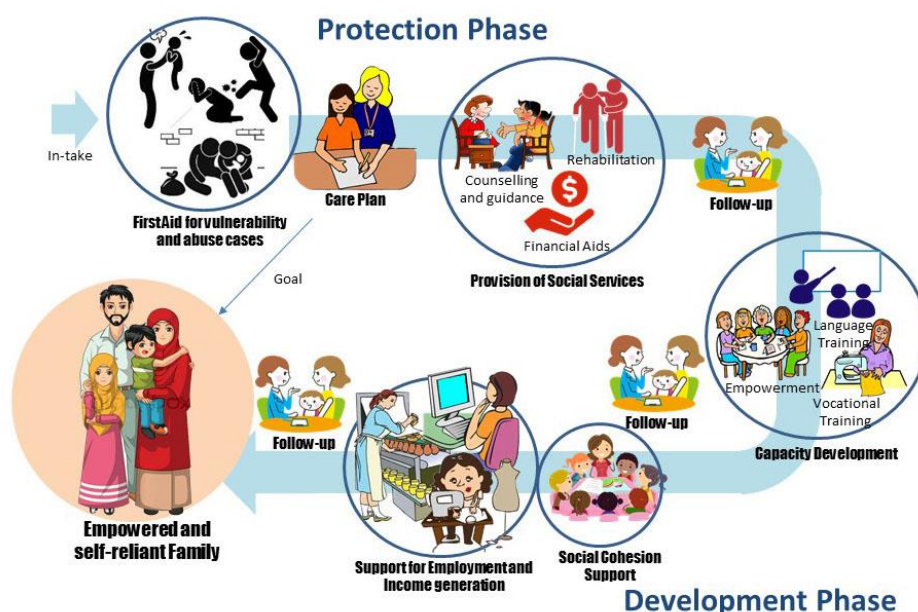 Protection Phase
In-take
FirstAid for vulnerability
and abuse cases
Care Plan
Goal
Counselling
and guidance
Rehabilitation
$
Financial Aids
Provision of Social Services
Follow-up
Language
Training
Empowerment
Vocational
Training
Capacity Development
Follow-up
Social Cohesion
Support
Support for Employment and
Income generation
Follow-up
Empowered and
self-reliant Family
Development Phase